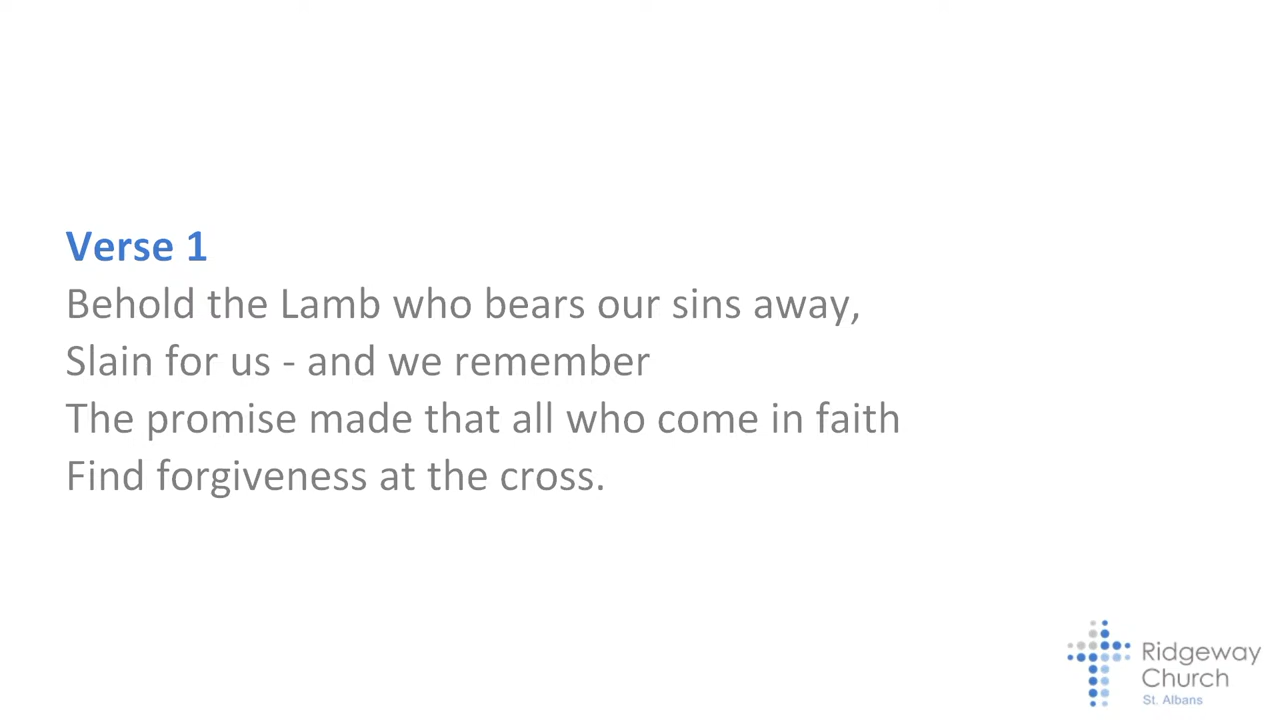 Verse 1
Behold the Lamb who bears our sins away,
Slain for us - and we remember
The promise made that all who come in faith
Find forgiveness at the cross.
Ridgeway
Church
St. Albans